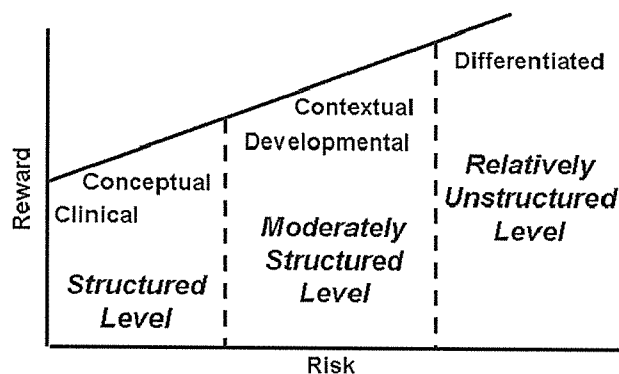 Differentiated
Contextual
Developmental
Conceptual
Clinical
Relatively
Unstructured
Level
Moderately
Structured
Level
Structured
Level
Reward
Risk